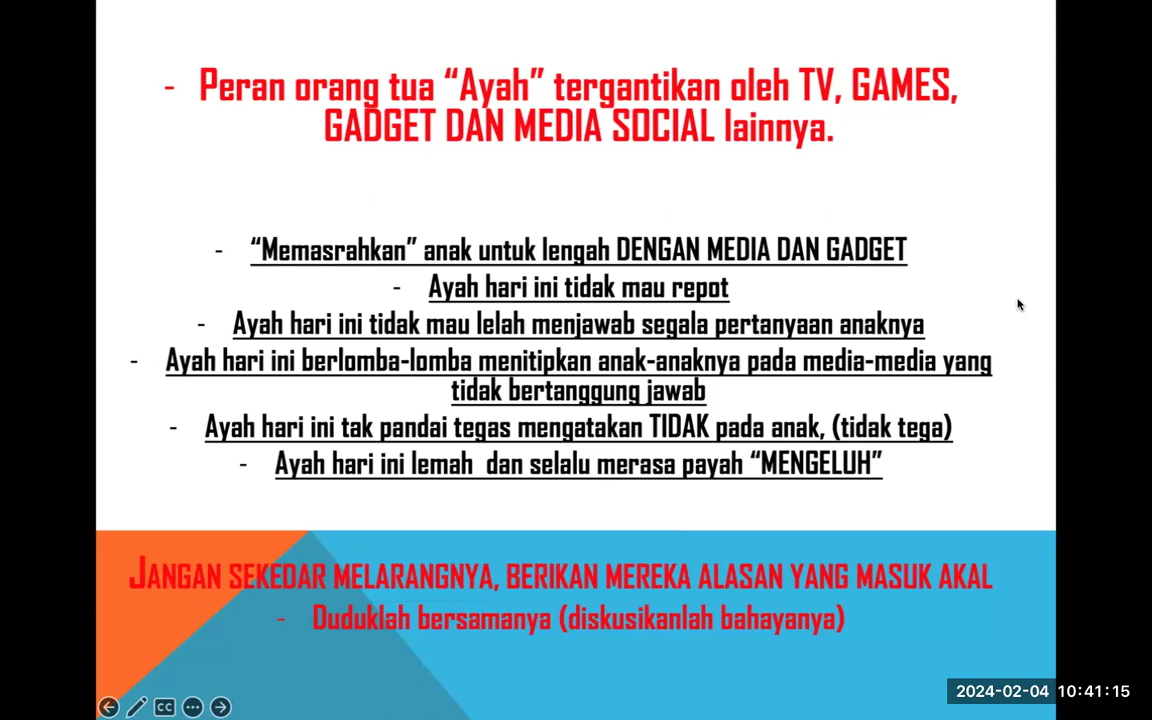 - Peran orang tua “Ayah” tergantikan oleh TV, GAMES,
GADGET DAN MEDIA SOCIAL lainnya.
- “Memasrahkan” anak untuk lengah DENGAN MEDIA DAN GADGET
- Ayah hari ini tidak mau repot
- Ayah hari ini tidak mau lelah menjawab segala pertanyaan anaknya
- Ayah hari ini berlomba-lomba menitipkan anak-anaknya pada media-media yang
tidak bertanggung jawab
- Ayah hari ini tak pandai tegas mengatakan TIDAK pada anak, (tidak tega)
- Ayah hari ini lemah dan selalu merasa payah “MENGELUH”
JANGAN SEKEDAR MELARANGNYA, BERIKAN MEREKA ALASAN YANG MASUK AKAL
- Duduklah bersamanya (diskusikanlah bahayanya)
CC
2024-02-04 10:41:15